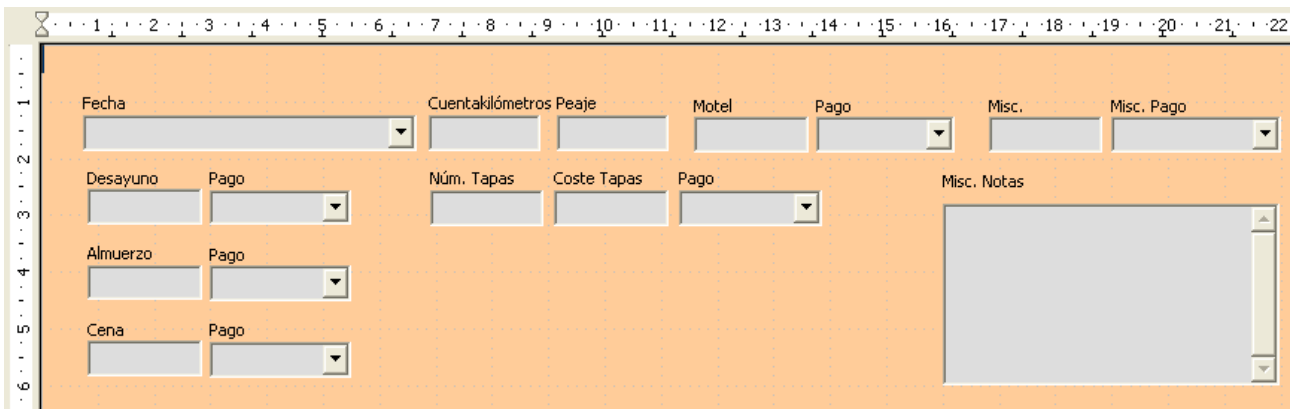 1 2 3 4 5 6 7 8 9 10 11 12 13 14 15 16 17 18 19 20 21 22
Fecha Cuentakilómetros Peaje Motel Pago Misc. Misc. Pago
Desayuno Pago Núm. Tapas Coste Tapas Pago Misc. Notas
Almuerzo Pago
Cena Pago
1
2
3
4
5
6